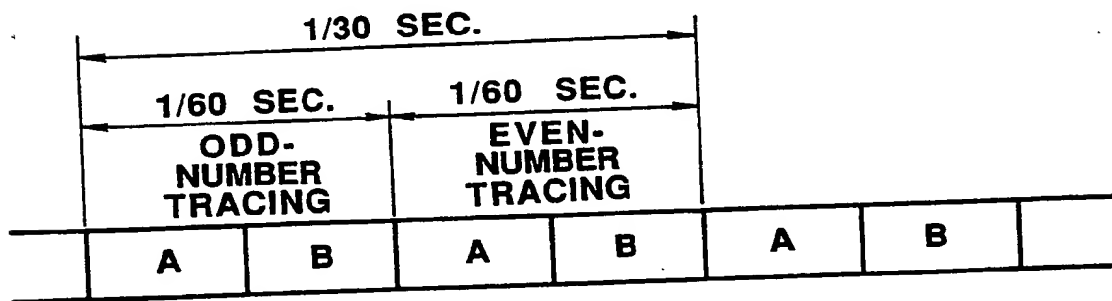 1/30 SEC.
1/60 SEC.
1/60 SEC.
ODD-
NUMBER
TRACING
EVEN-
NUMBER
TRACING
A B A B A B